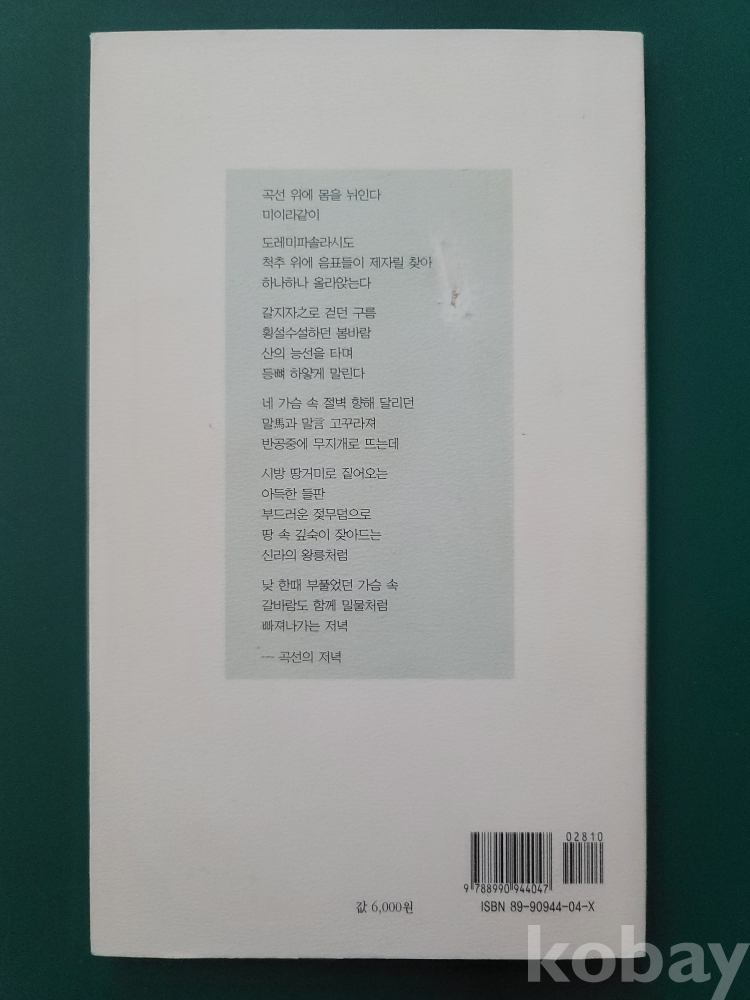 곡선 위에 몸을 뉘인다
미이라같이
도레미파솔라시도
척추 위에 음표들이 제자릴 찾아
하나하나 올라앉는다
갈지자之로 걷던 구름
횡설수설하던 봄바람
산의 능선을 타며
등뼈 하얗게 말린다
네 가슴 속 절벽 향해 달리던
말馬과 말言 고꾸라져
반공중에 무지개로 뜨는데
시방 땅거미로 짙어오는
아득한 들판
부드러운 젖무덤으로
땅 속 깊숙이 잦아드는
신라의 왕릉처럼
낮 한때 부풀었던 가슴 속
갈바람도 함께 밀물처럼
빠져나가는 저녁
— 곡선의 저녁
02810
9 788990 944047
값 6,000원
ISBN 89-90944-04-X
kobay